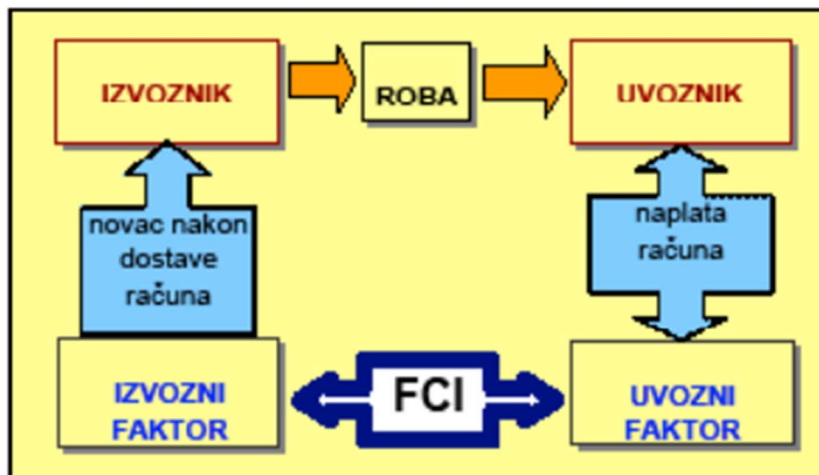 IZVOZNIK
ROBA
UVOZNIK
novac nakon
dostave
računa
naplata
računa
IZVOZNI
FAKTOR
FCI
UVOZNI
FAKTOR